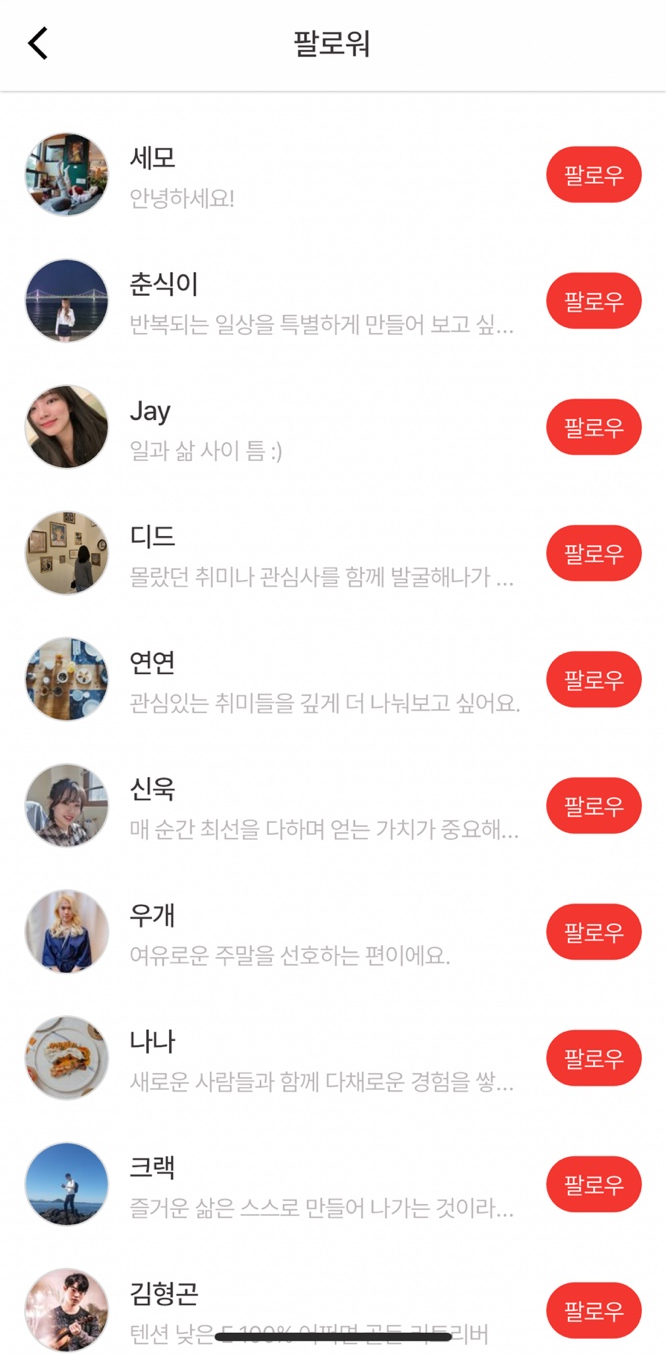 팔로워
세모
팔로우
안녕하세요!
춘식이
팔로우
반복되는 일상을 특별하게 만들어 보고 싶...
Jay
팔로우
일과 삶 사이 틈 :)
디드
팔로우
몰랐던 취미나 관심사를 함께 발굴해나가 ...
연연
팔로우
관심있는 취미들을 깊게 더 나눠보고 싶어요.
신욱
팔로우
매 순간 최선을 다하며 얻는 가치가 중요해...
우개
팔로우
여유로운 주말을 선호하는 편이에요.
나나
팔로우
새로운 사람들과 함께 다채로운 경험을 쌓...
크랙
팔로우
즐거운 삶은 스스로 만들어 나가는 것이라...
김형곤
팔로우
텐션 낮은 E 100% 어쩌면 골든 리트리버